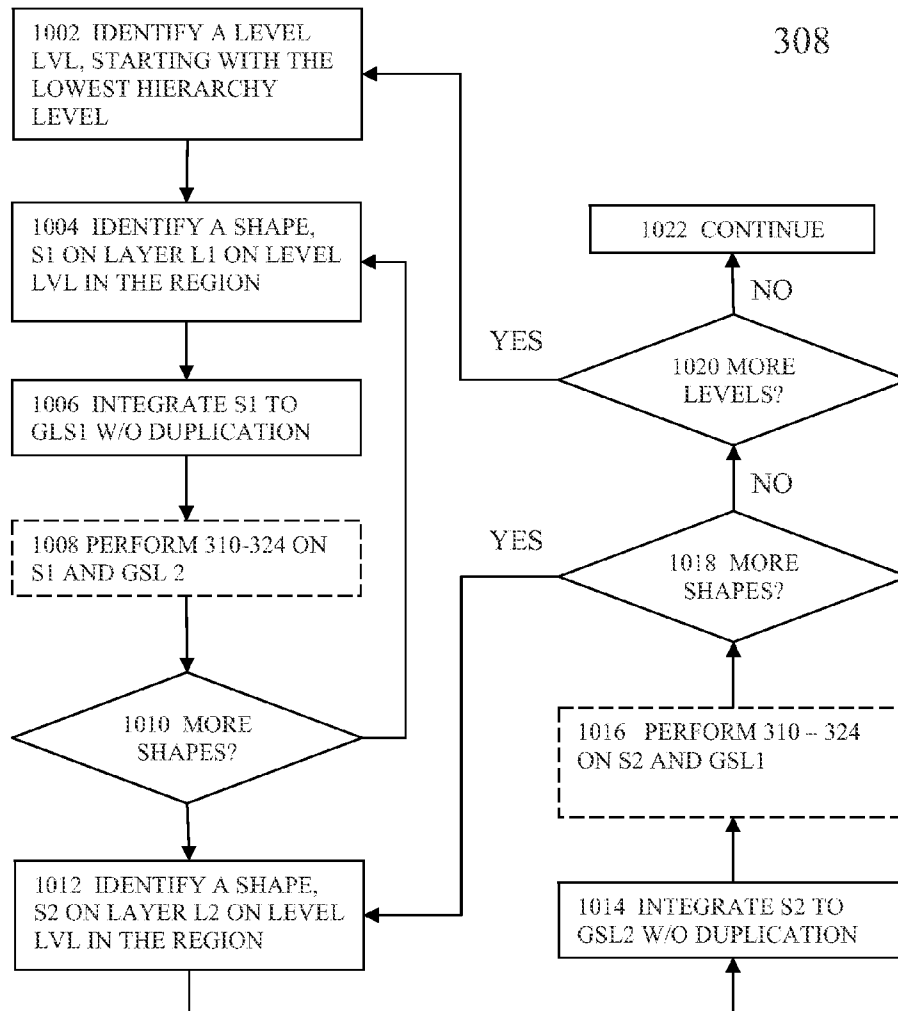 308
1002 IDENTIFY A LEVEL
LVL, STARTING WITH THE
LOWEST HIERARCHY
LEVEL
1004 IDENTIFY A SHAPE,
S1 ON LAYER L1 ON LEVEL
LVL IN THE REGION
1006 INTEGRATE S1 TO
GLS1 W/O DUPLICATION
1008 PERFORM 310-324 ON
S1 AND GSL 2
1010 MORE
SHAPES?
1012 IDENTIFY A SHAPE,
S2 ON LAYER L2 ON LEVEL
LVL IN THE REGION
1014 INTEGRATE S2 TO
GSL2 W/O DUPLICATION
1016 PERFORM 310 – 324
ON S2 AND GSL1
1018 MORE
SHAPES?
YES
NO
1020 MORE
LEVELS?
YES
NO
1022 CONTINUE